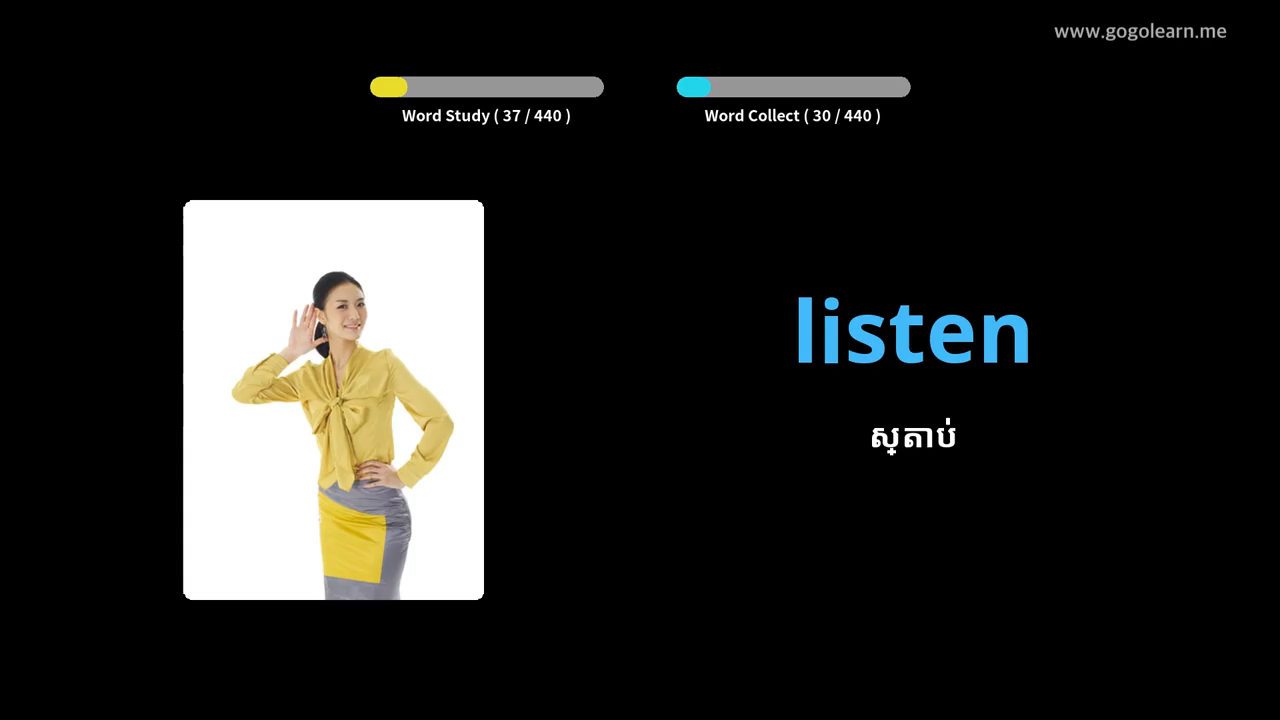 www.gogolearn.me
Word Study ( 37 / 440 )
Word Collect ( 30 / 440 )
listen
ស្តាប់